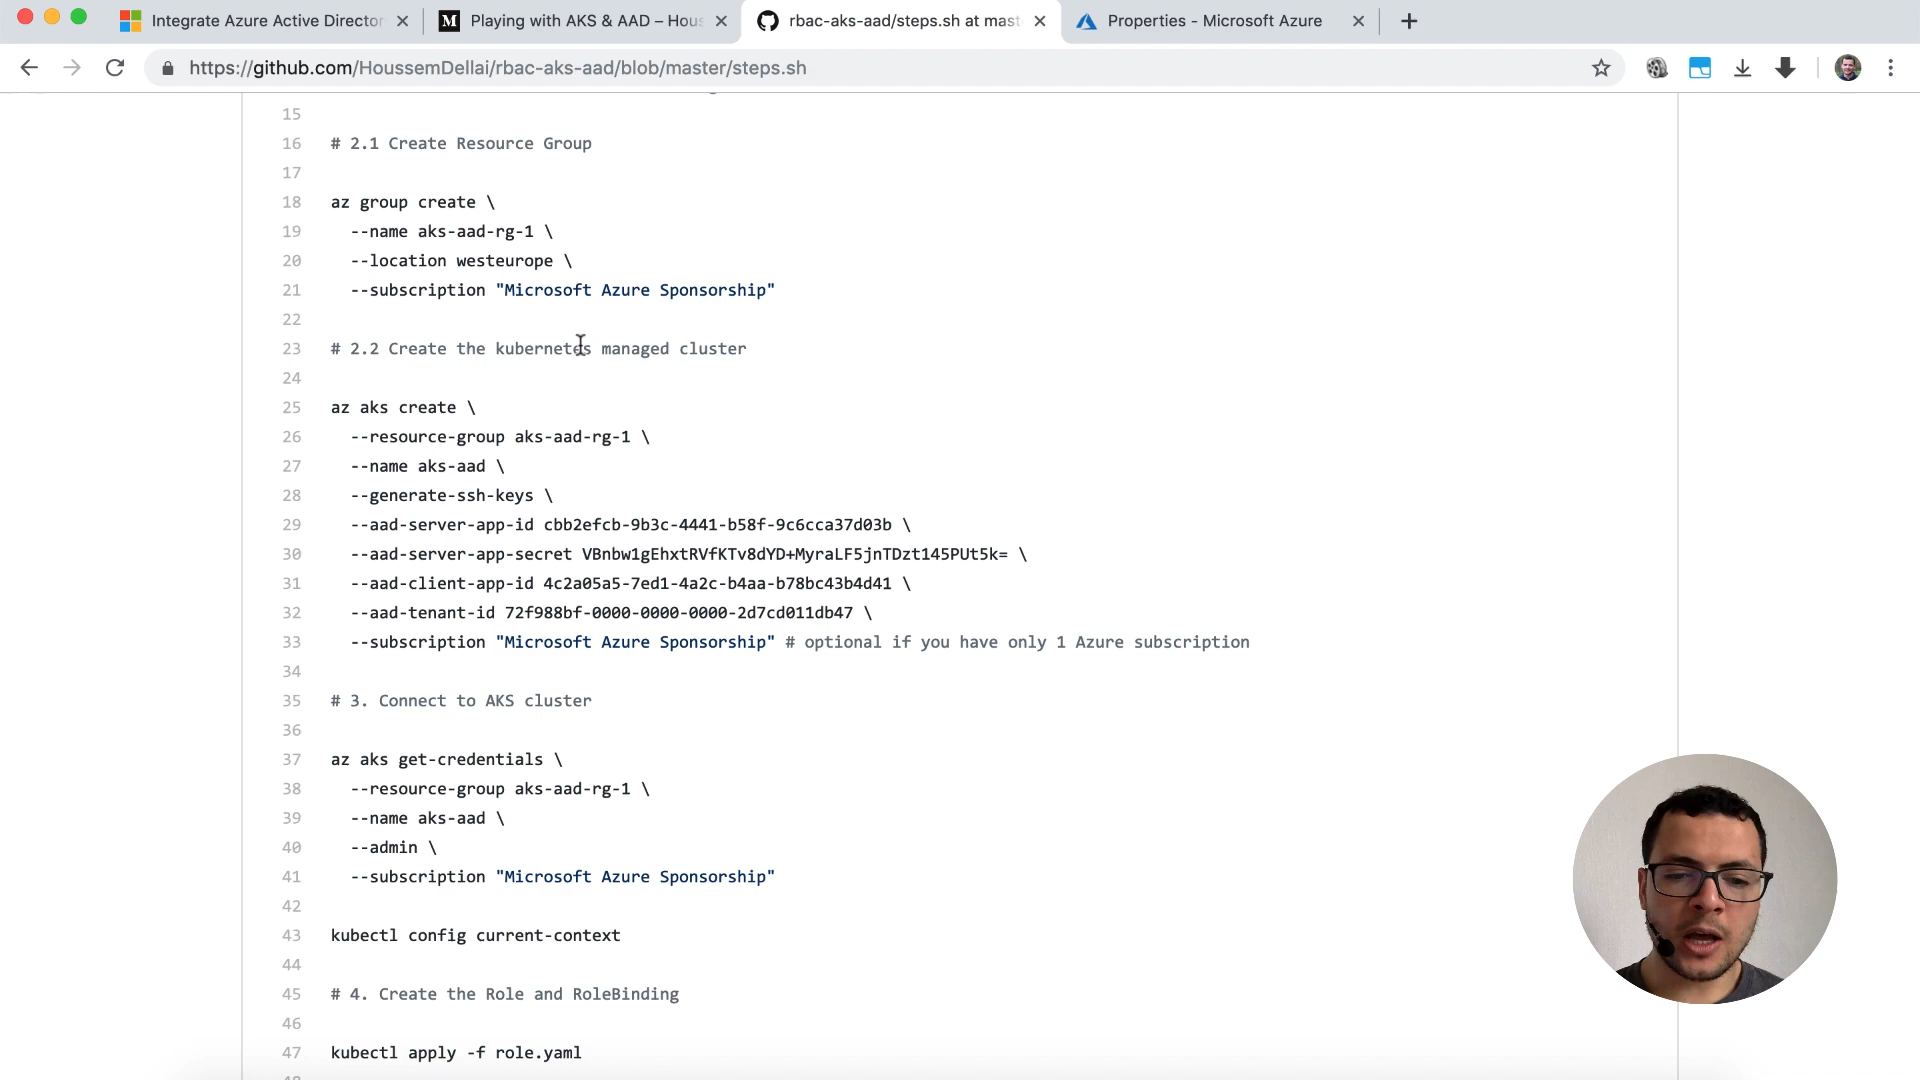 Integrate Azure Active Director
Playing with AKS & AAD – Hous
rbac-aks-aad/steps.sh at mast
Properties - Microsoft Azure
https://github.com/HoussemDellai/rbac-aks-aad/blob/master/steps.sh
15
16 # 2.1 Create Resource Group
17
18 az group create \
19 --name aks-aad-rg-1 \
20 --location westeurope \
21 --subscription "Microsoft Azure Sponsorship"
22
23 # 2.2 Create the kubernetes managed cluster
24
25 az aks create \
26 --resource-group aks-aad-rg-1 \
27 --name aks-aad \
28 --generate-ssh-keys \
29 --aad-server-app-id cbb2efcb-9b3c-4441-b58f-9c6cca37d03b \
30 --aad-server-app-secret VBnbw1gEhxtRVfKTv8dYD+MyraLF5jnTDzt145PUt5k= \
31 --aad-client-app-id 4c2a05a5-7ed1-4a2c-b4aa-b78bc43b4d41 \
32 --aad-tenant-id 72f988bf-0000-0000-0000-2d7cd011db47 \
33 --subscription "Microsoft Azure Sponsorship" # optional if you have only 1 Azure subscription
34
35 # 3. Connect to AKS cluster
36
37 az aks get-credentials \
38 --resource-group aks-aad-rg-1 \
39 --name aks-aad \
40 --admin \
41 --subscription "Microsoft Azure Sponsorship"
42
43 kubectl config current-context
44
45 # 4. Create the Role and RoleBinding
46
47 kubectl apply -f role.yaml